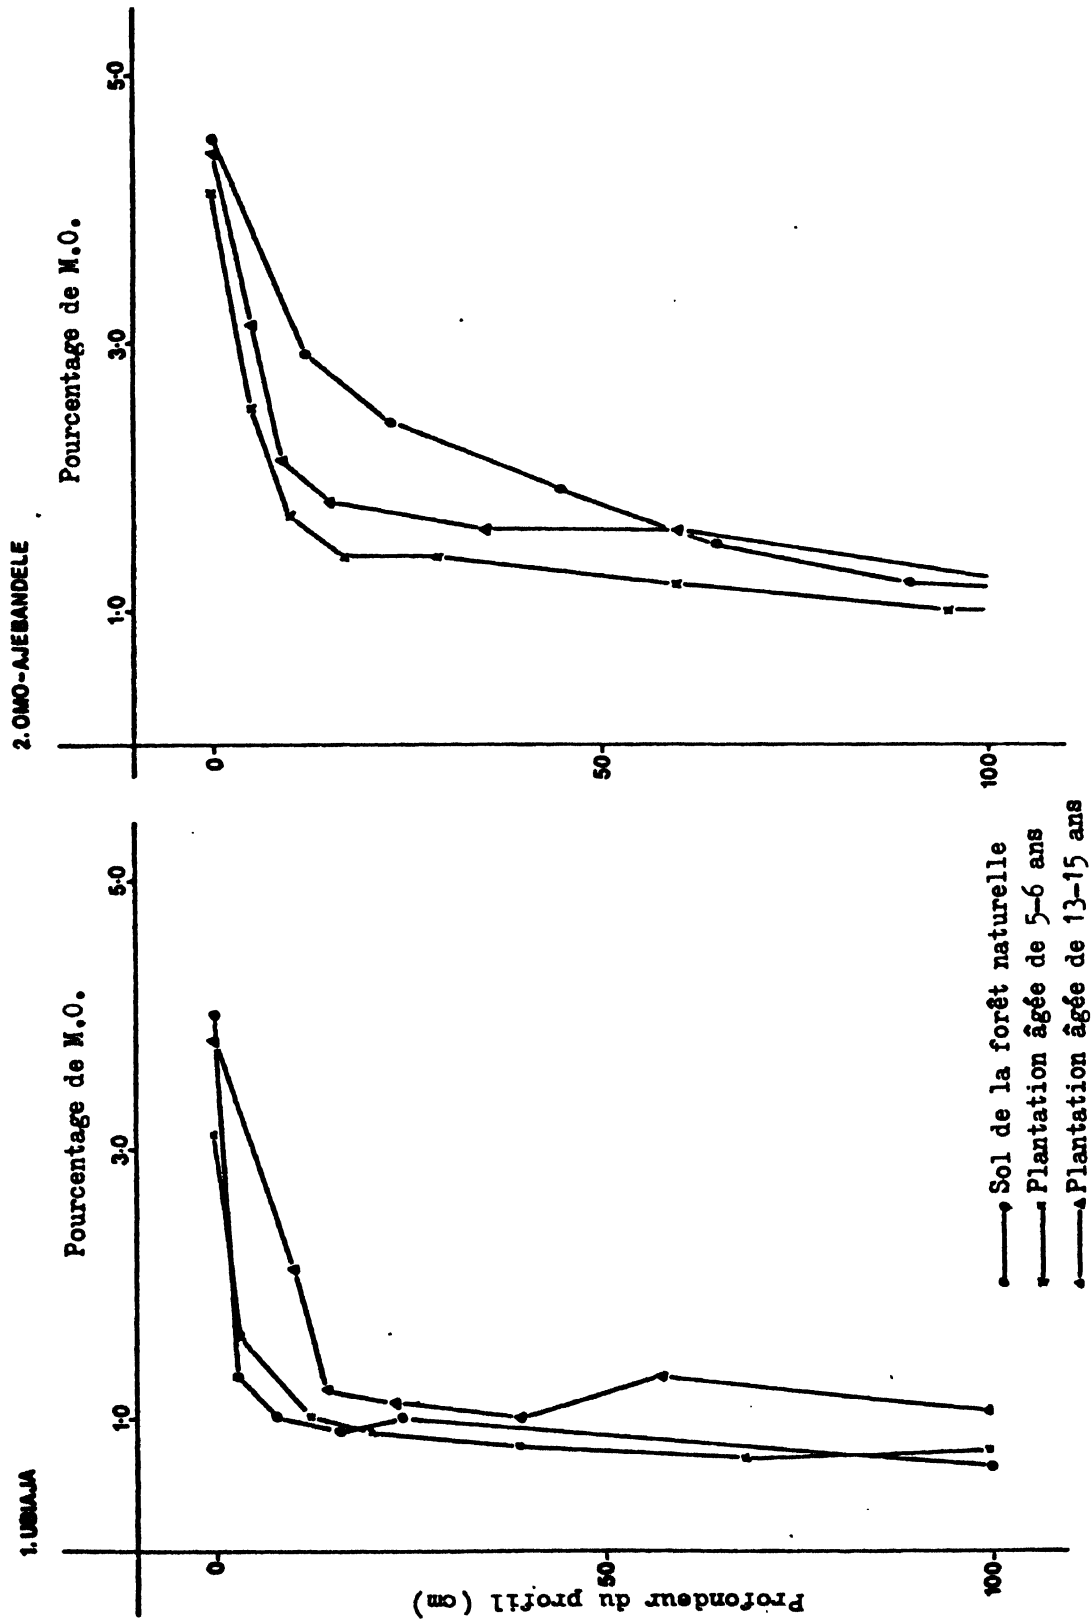 1.UBIAJA
Pourcentage de M.O.
1·0
3·0
5·0
0
50
100
Profondeur du profil (cm)
2.OMO-AJEBANDELE
Pourcentage de M.O.
1·0
3·0
5·0
0
50
100
Sol de la forêt naturelle
Plantation âgée de 5-6 ans
Plantation âgée de 13-15 ans